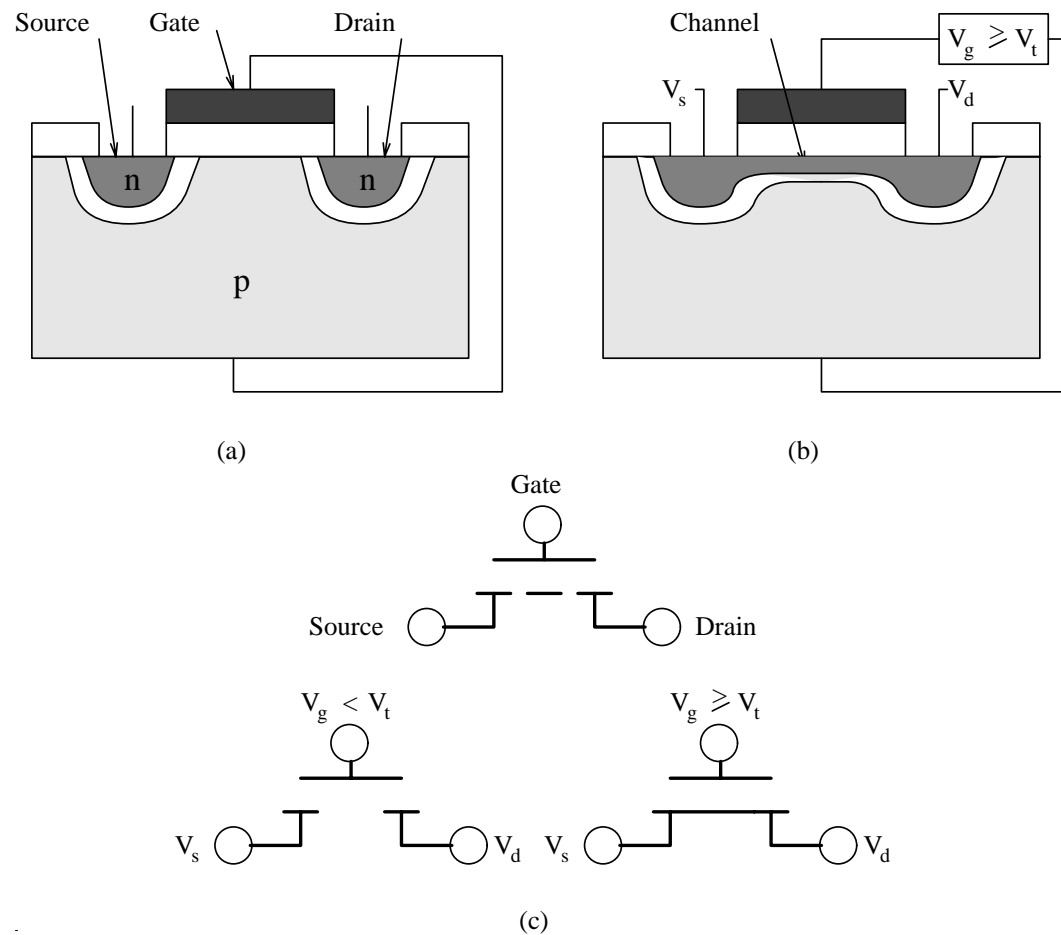 Source Gate Drain
n n
p
(a)
Channel
V_g ≥ V_t
V_s V_d
(b)
Gate
Source Drain
V_g < V_t
V_s V_d
V_g ≥ V_t
V_s V_d
(c)